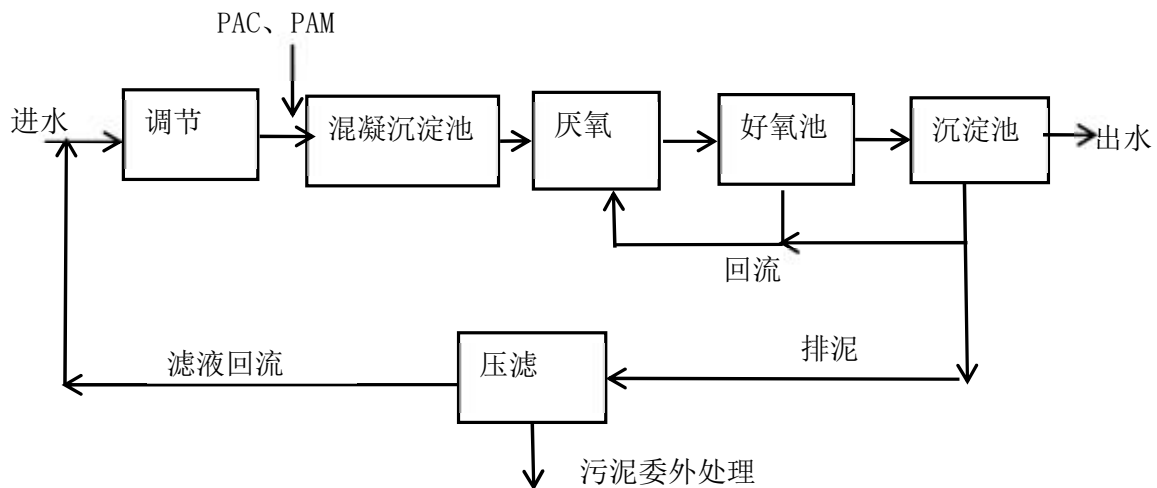 PAC、PAM
进水
调节
混凝沉淀池
厌氧
好氧池
沉淀池
出水
回流
滤液回流
压滤
排泥
污泥委外处理